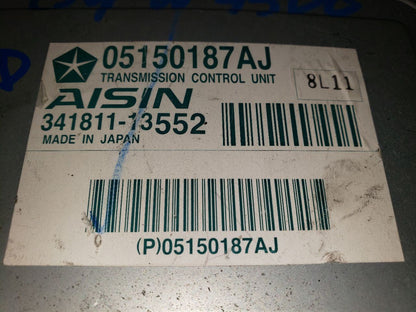 05150187AJ
TRANSMISSION CONTROL UNIT
8L11
AISIN
341811-13552
MADE IN JAPAN
(P)05150187AJ